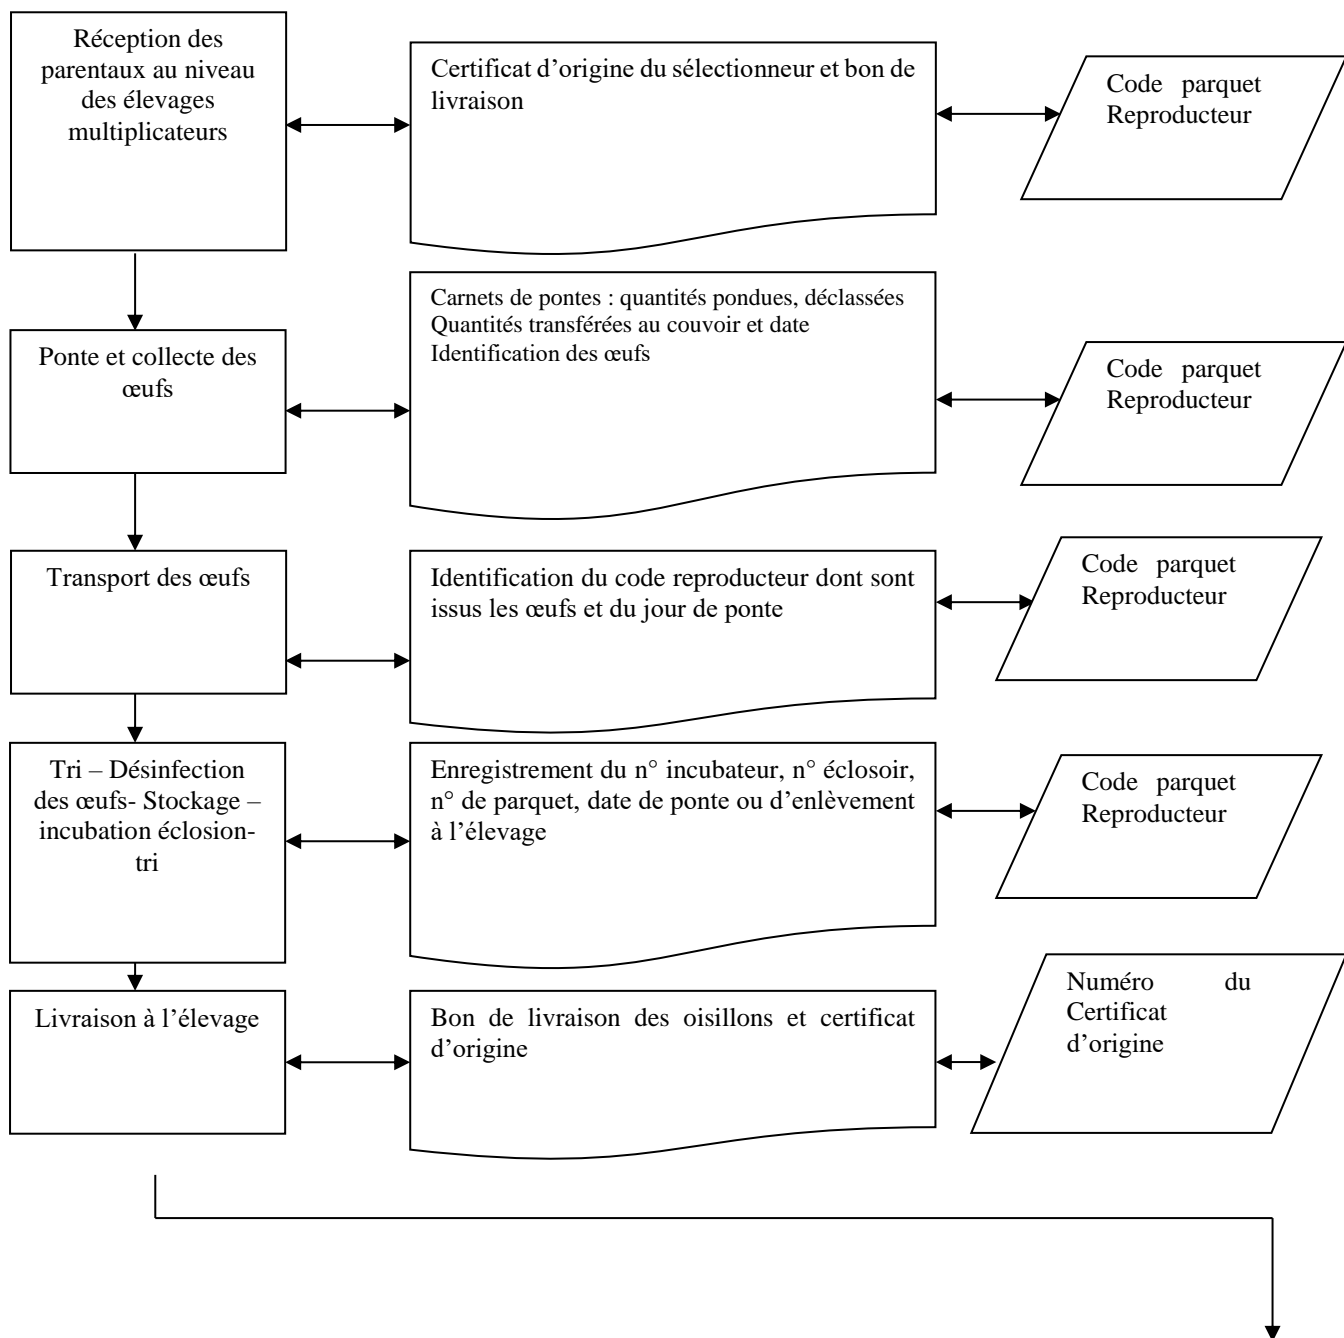 Réception des
parentaux au niveau
des élevages
multiplicateurs
Certificat d’origine du sélectionneur et bon de
livraison
Code parquet
Reproducteur
Ponte et collecte des
œufs
Carnets de pontes : quantités pondues, déclassées
Quantités transférées au couvoir et date
Identification des œufs
Code parquet
Reproducteur
Transport des œufs
Identification du code reproducteur dont sont
issus les œufs et du jour de ponte
Code parquet
Reproducteur
Tri – Désinfection
des œufs- Stockage –
incubation éclosion-
tri
Enregistrement du n° incubateur, n° éclosoir,
n° de parquet, date de ponte ou d’enlèvement
à l’élevage
Code parquet
Reproducteur
Livraison à l’élevage
Bon de livraison des oisillons et certificat
d’origine
Numéro du
Certificat
d’origine